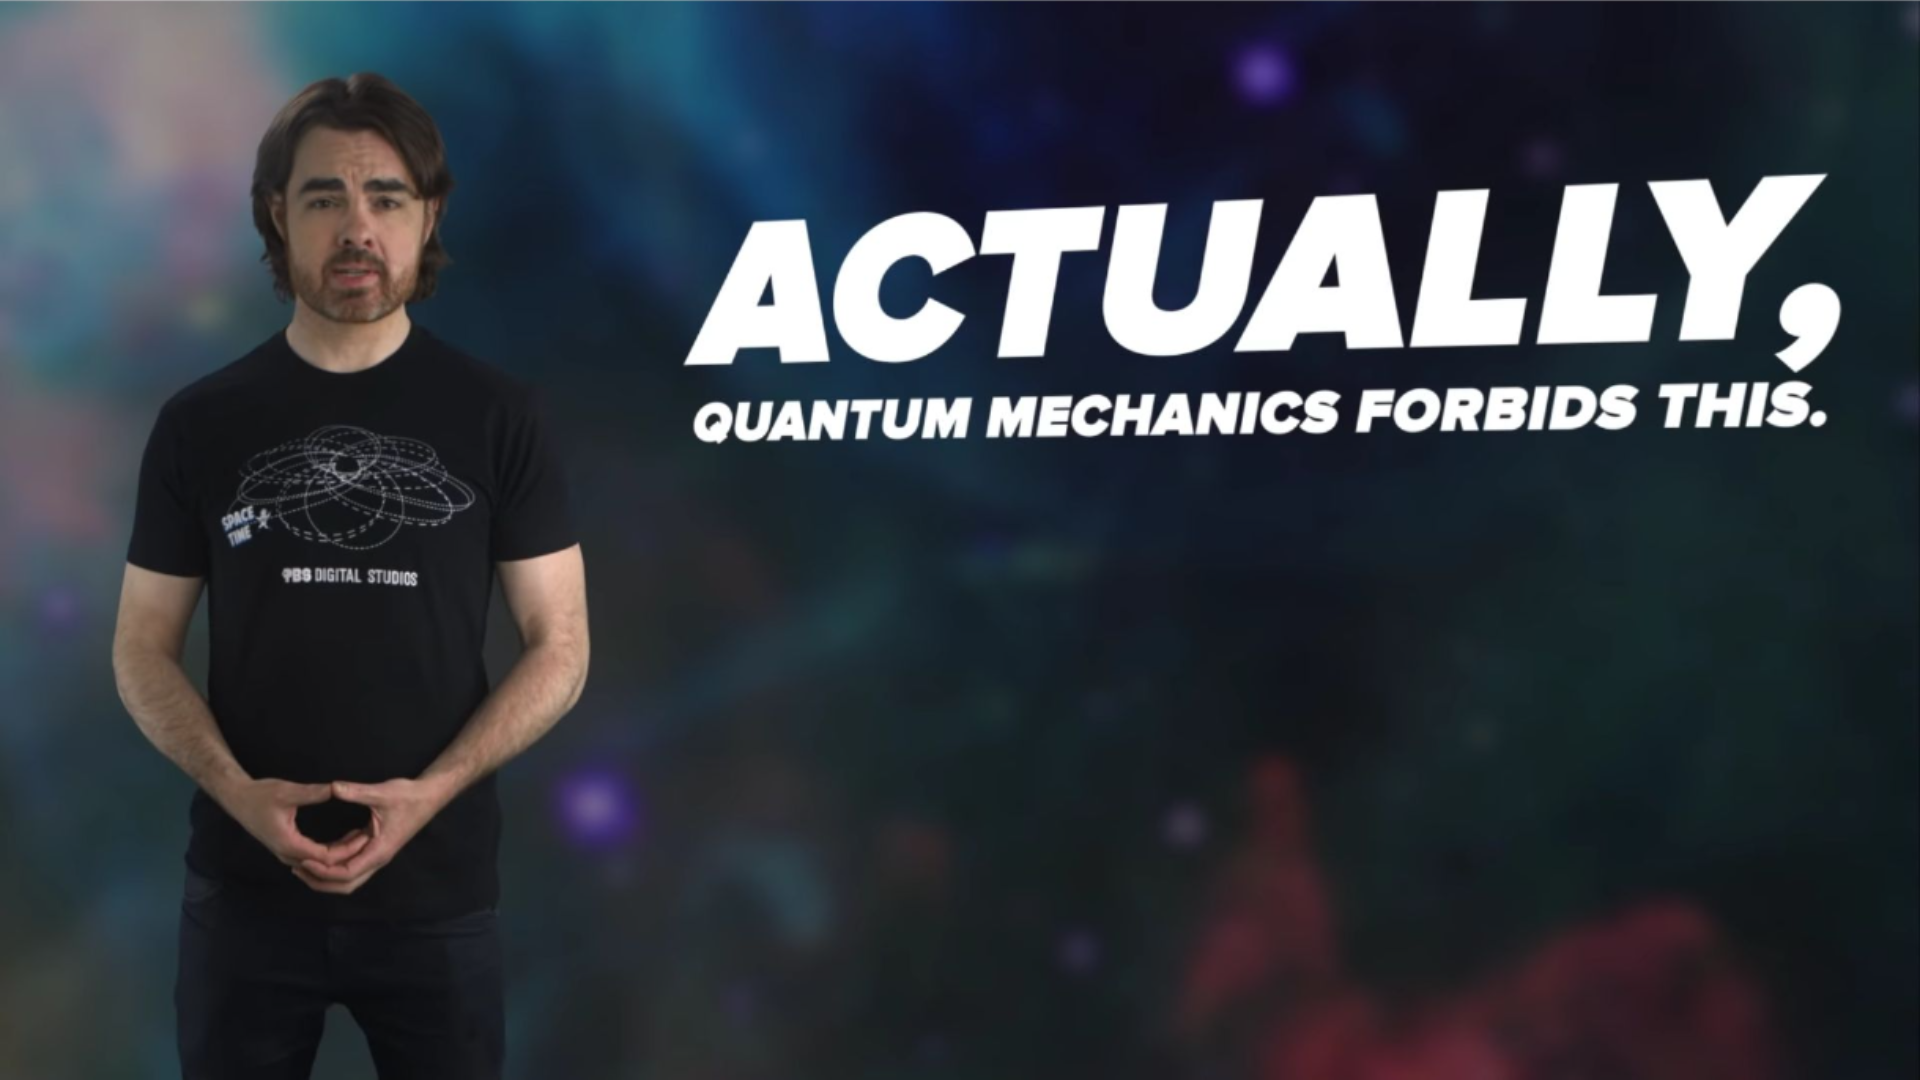 ACTUALLY,
QUANTUM MECHANICS FORBIDS THIS.
SPACE
TIME
PBS DIGITAL STUDIOS